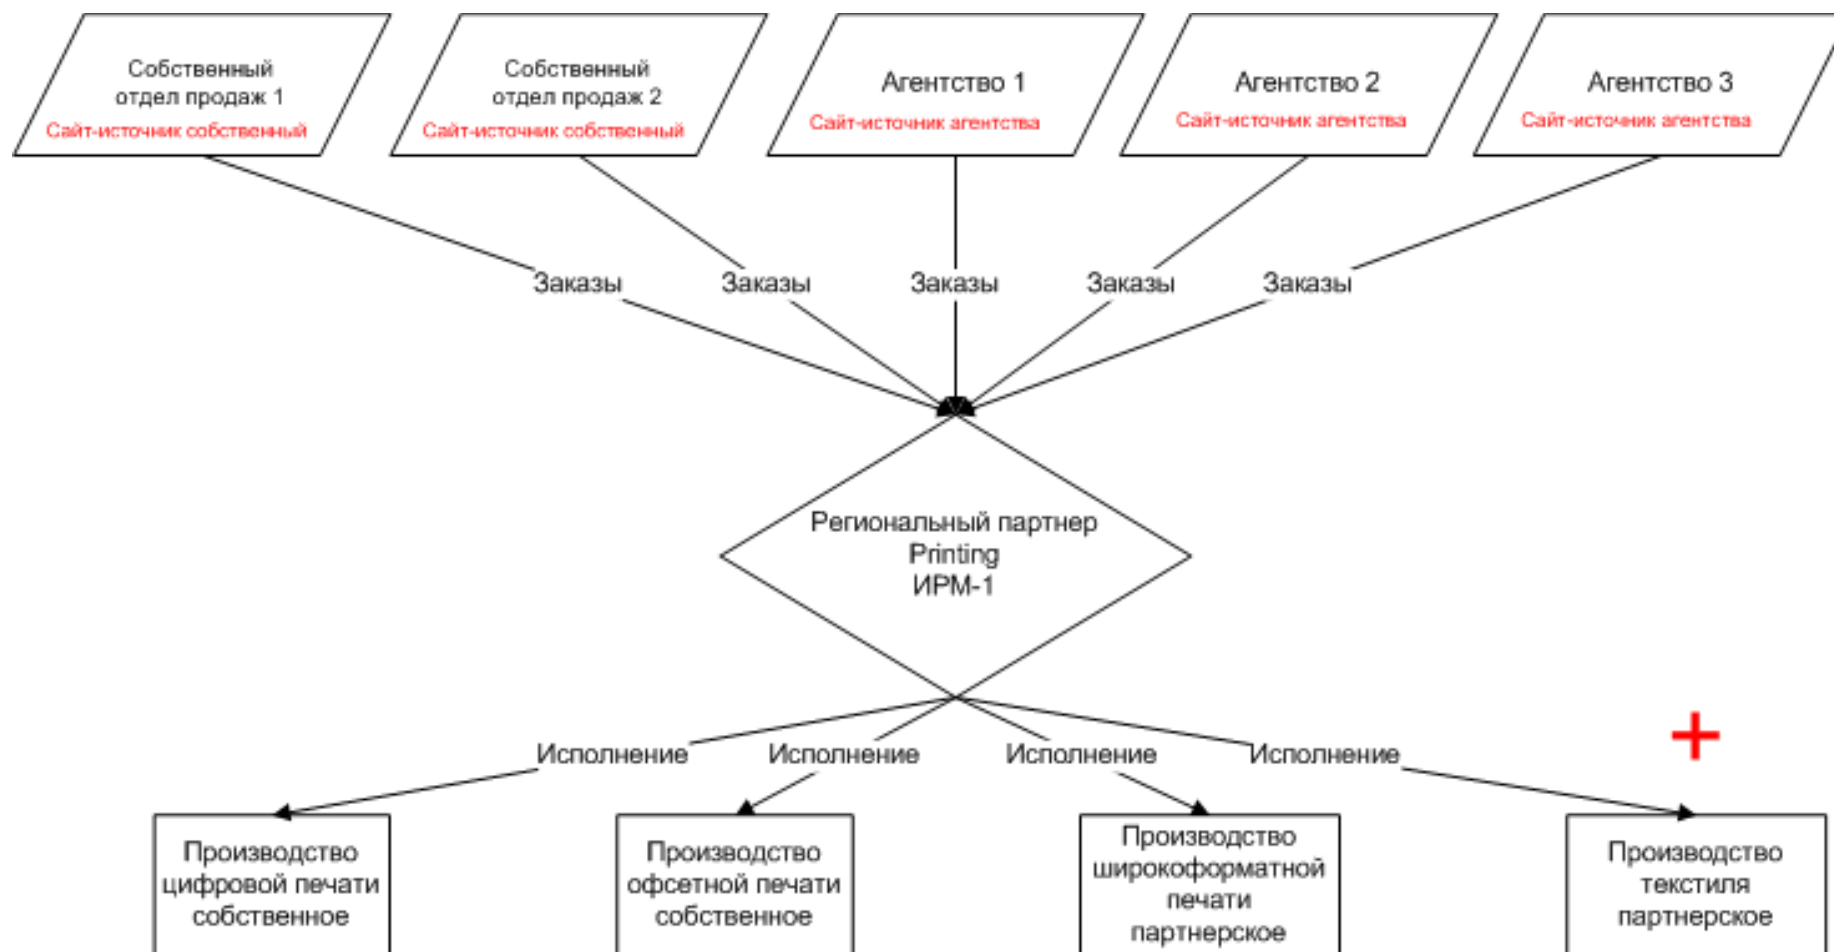 Собственный
отдел продаж 1
Сайт-источник собственный
Собственный
отдел продаж 2
Сайт-источник собственный
Агентство 1
Сайт-источник агентства
Агентство 2
Сайт-источник агентства
Агентство 3
Сайт-источник агентства
Заказы
Заказы
Заказы
Заказы
Заказы
Региональный партнер
Printing
ИРМ-1
Исполнение
Исполнение
Исполнение
Исполнение
+
Производство
цифровой печати
собственное
Производство
офсетной печати
собственное
Производство
широкоформатной
печати
партнерское
Производство
текстиля
партнерское